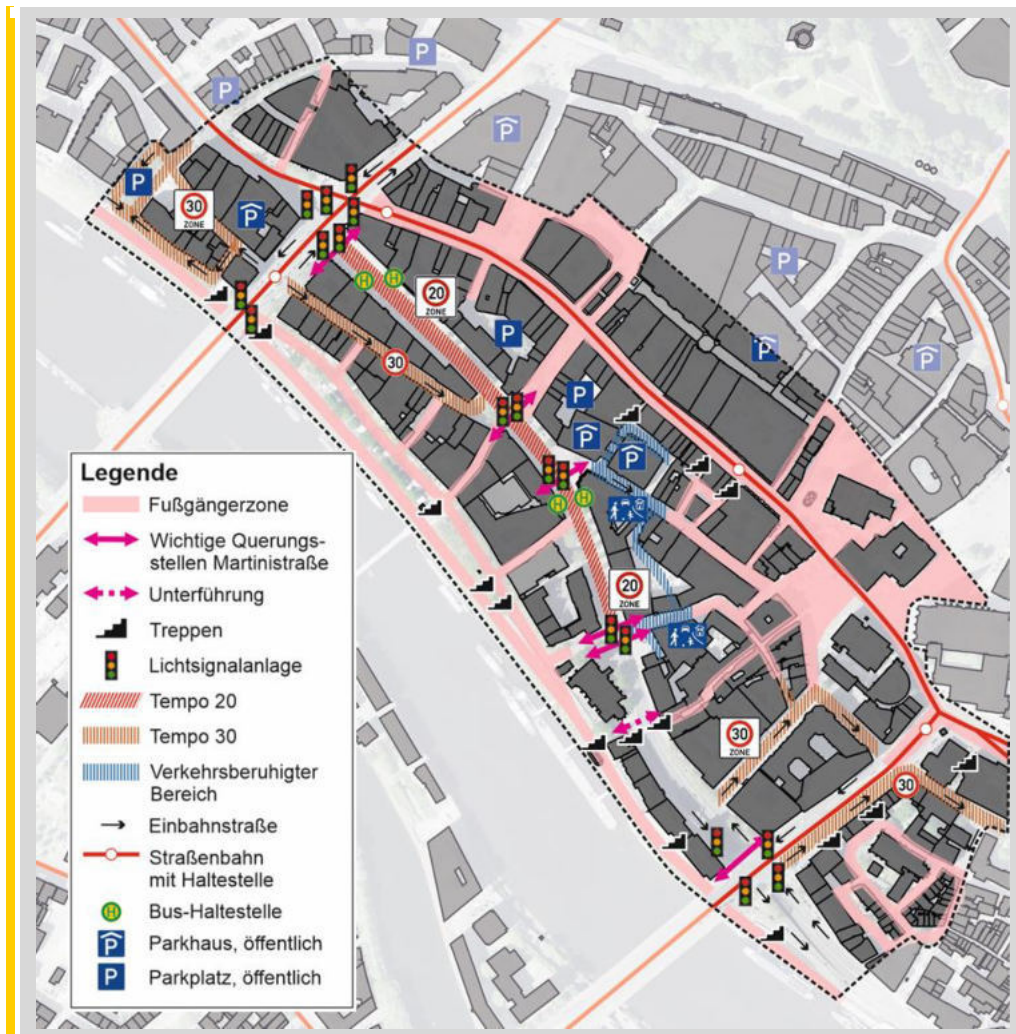 P
P
P
P
30
ZONE
P
P
20
ZONE
H
H
P
P
30
P
P
P
P
P
H
H
20
ZONE
30
ZONE
30
Legende
Fußgängerzone
Wichtige Querungs-
stellen Martinistraße
Unterführung
Treppen
Lichtsignalanlage
Tempo 20
Tempo 30
Verkehrsberuhigter
Bereich
Einbahnstraße
Straßenbahn
mit Haltestelle
H
Bus-Haltestelle
P
Parkhaus, öffentlich
P
Parkplatz, öffentlich